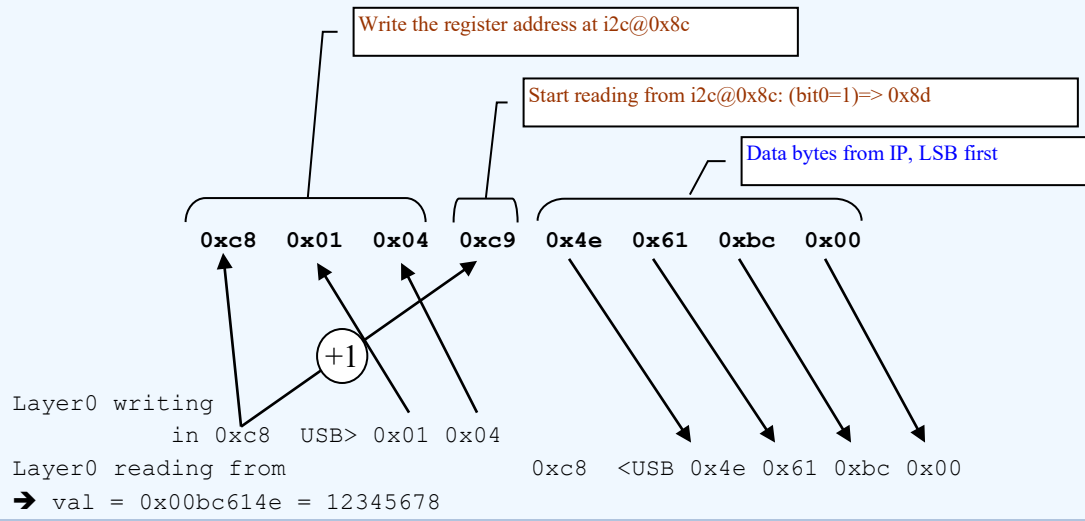 Write the register address at i2c@0x8c
Start reading from i2c@0x8c: (bit0=1)=> 0x8d
Data bytes from IP, LSB first
0xc8 0x01 0x04 0xc9 0x4e 0x61 0xbc 0x00
+1
Layer0 writing
in 0xc8 USB> 0x01 0x04
Layer0 reading from 0xc8 <USB 0x4e 0x61 0xbc 0x00
➔ val = 0x00bc614e = 12345678